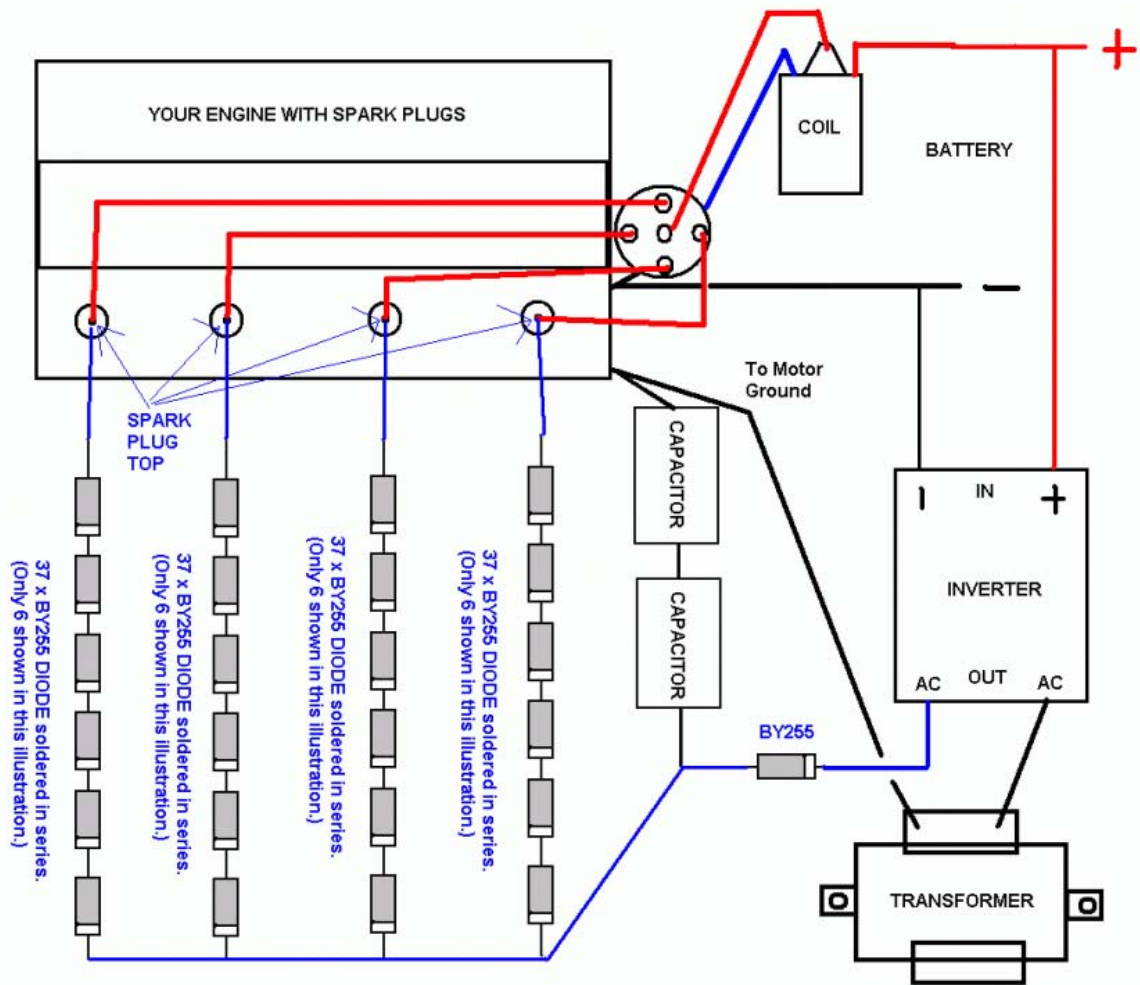 YOUR ENGINE WITH SPARK PLUGS
COIL
+
BATTERY
-
To Motor
Ground
SPARK
PLUG
TOP
CAPACITOR
CAPACITOR
- IN +
INVERTER
OUT
AC AC
BY255
37 x BY255 DIODE soldered in series.
(Only 6 shown in this illustration.)
37 x BY255 DIODE soldered in series.
(Only 6 shown in this illustration.)
37 x BY255 DIODE soldered in series.
(Only 6 shown in this illustration.)
37 x BY255 DIODE soldered in series.
(Only 6 shown in this illustration.)
TRANSFORMER